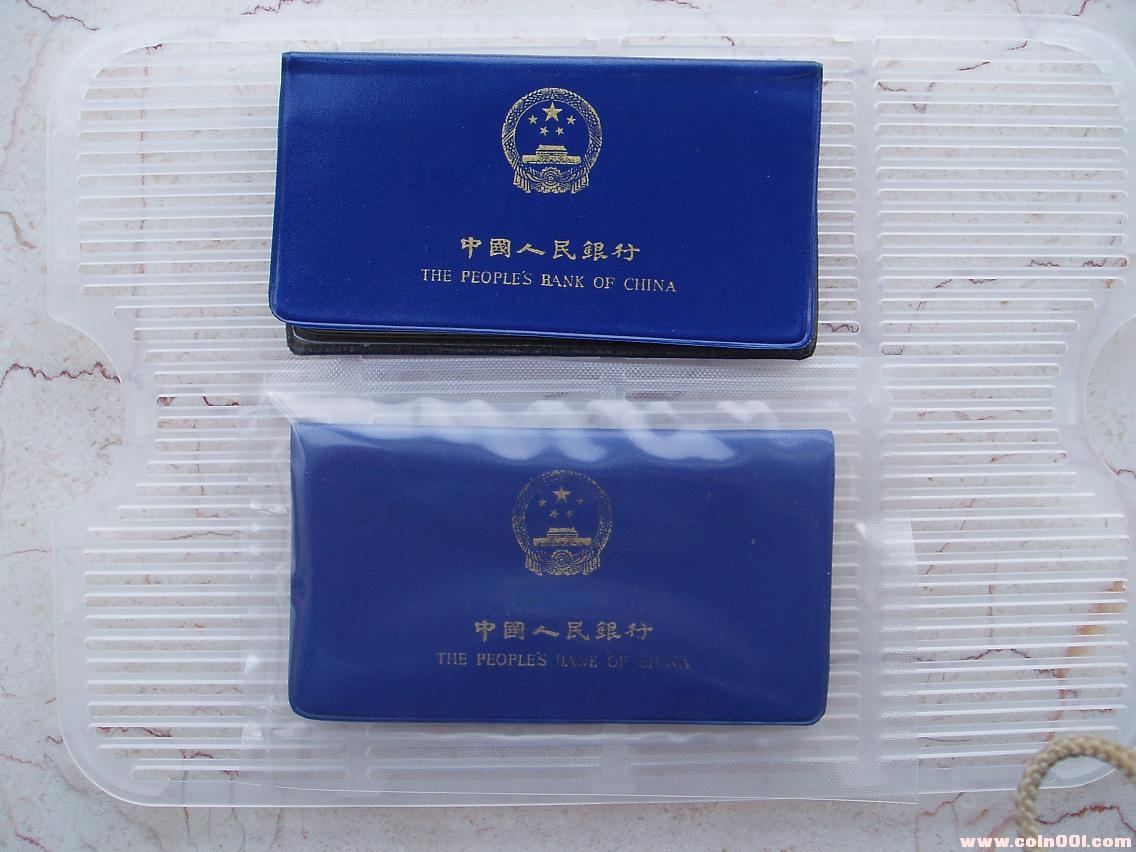 中國人民銀行
THE PEOPLE'S BANK OF CHINA
中國人民銀行
THE PEOPLE'S BANK OF CHINA
www.coin001.com